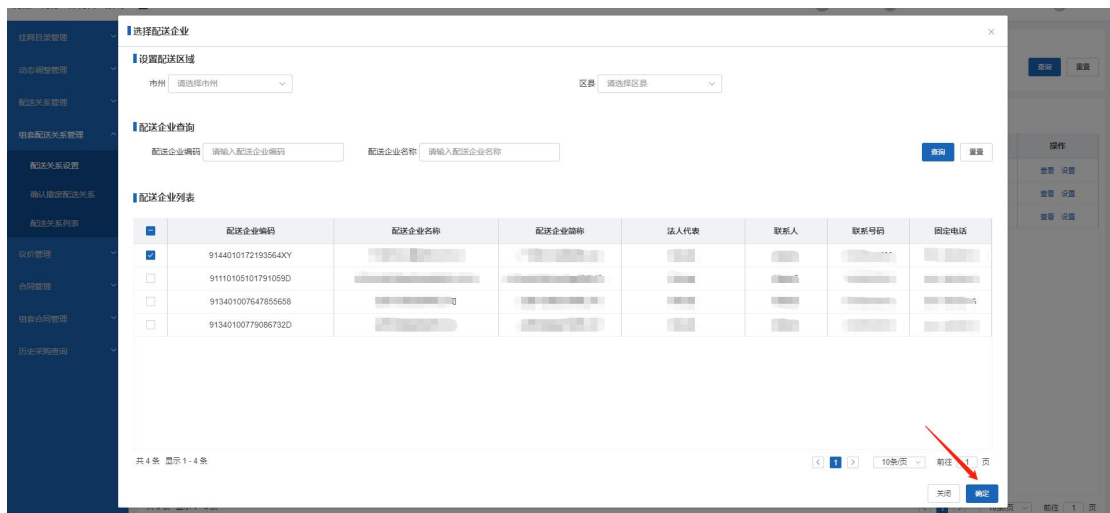 选择配送企业
设置配送区域
市州 请选择市州 区县 请选择区县
配送企业查询
配送企业编码 请输入配送企业编码 配送企业名称 请输入配送企业名称 查询 重置
配送企业列表
配送企业编码 配送企业名称 配送企业简称 法人代表 联系人 联系号码 固定电话
9144010172193564XY
91110105101791059D
913401007647855658
91340100779086732D
共 4 条 显示 1 - 4 条 1 10条/页 前往 1 页
关闭 确定
挂网目录管理
动态调整管理
配送关系管理
组套配送关系管理
配送关系设置
确认撤废配送关系
配送关系列表
议价管理
合同管理
组套合同管理
历史采购查询
查询 重置
操作
查看 设置
查看 设置
查看 设置
前往 1 页